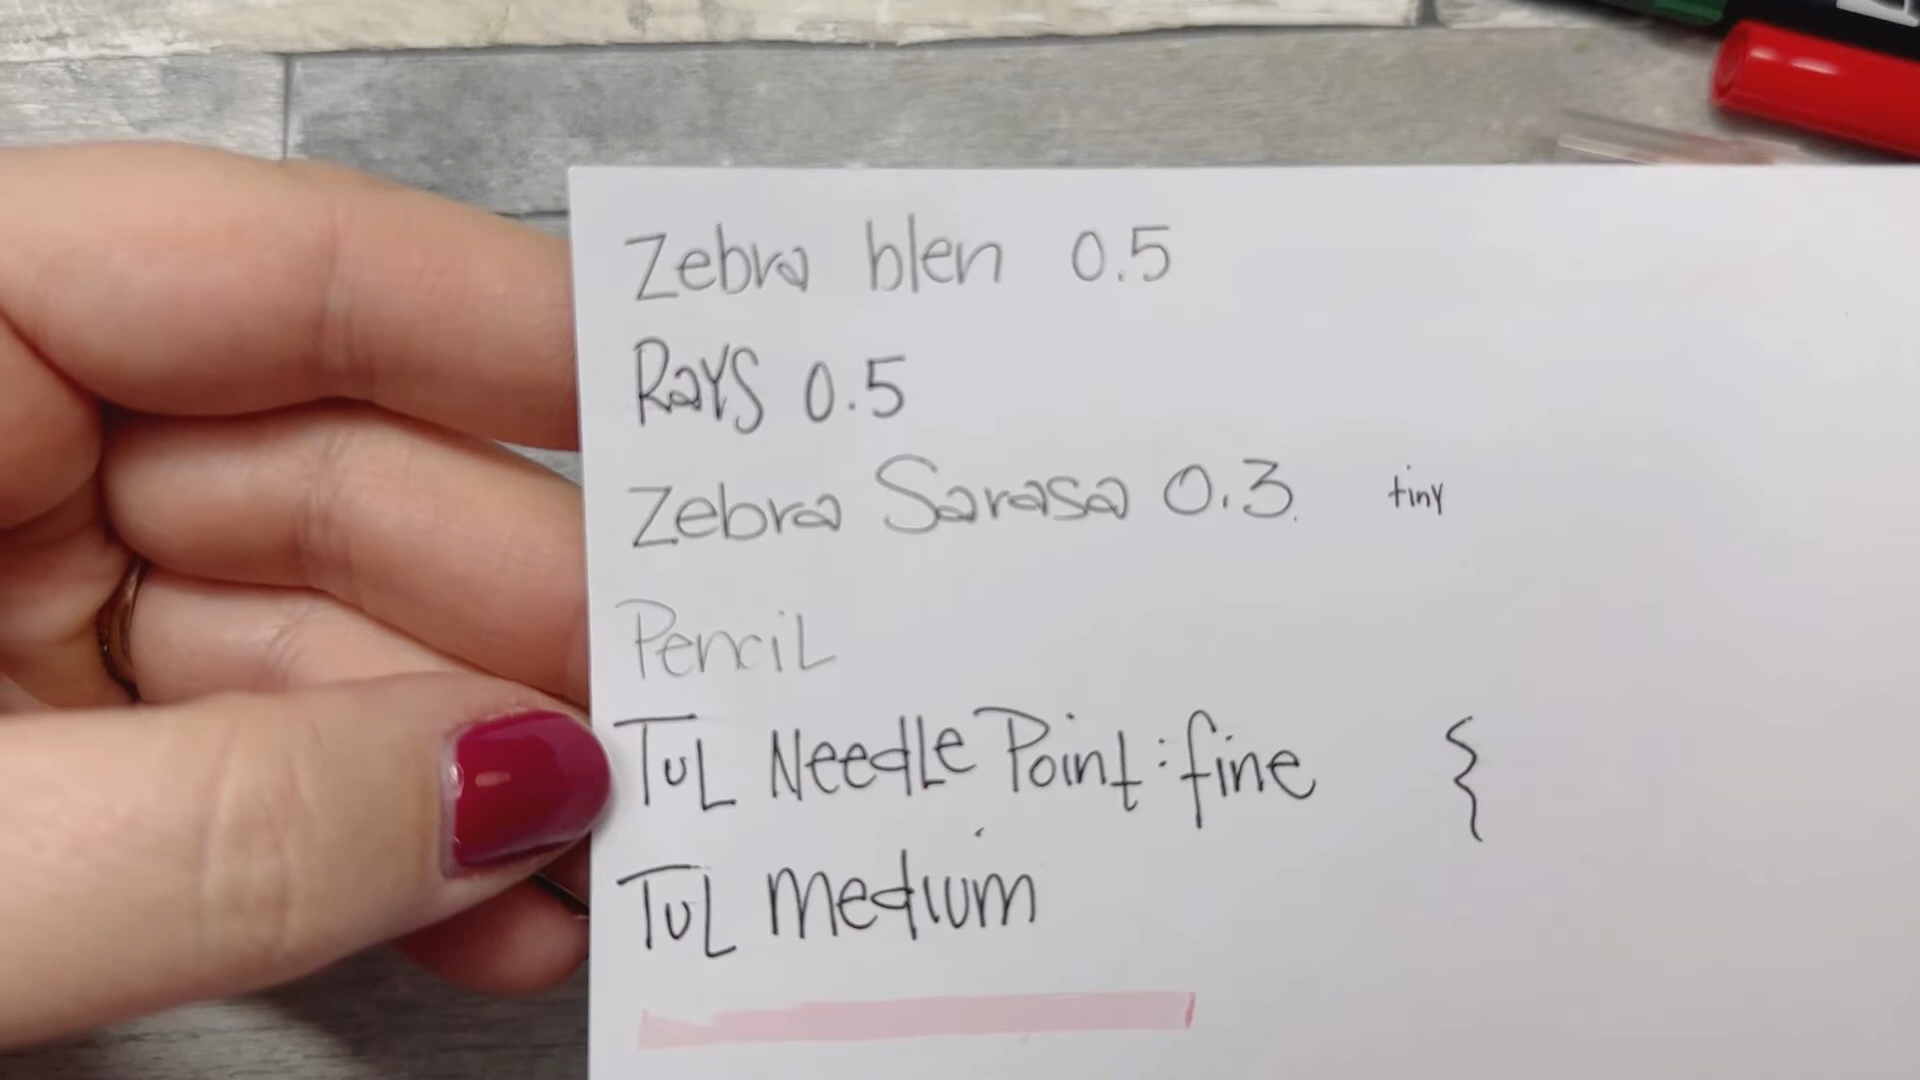 Zebra blen 0.5
RAYS 0.5
Zebra Sarasa 0.3. tiny
PenciL
TUL NeedLe Point: fine {
TUL medium